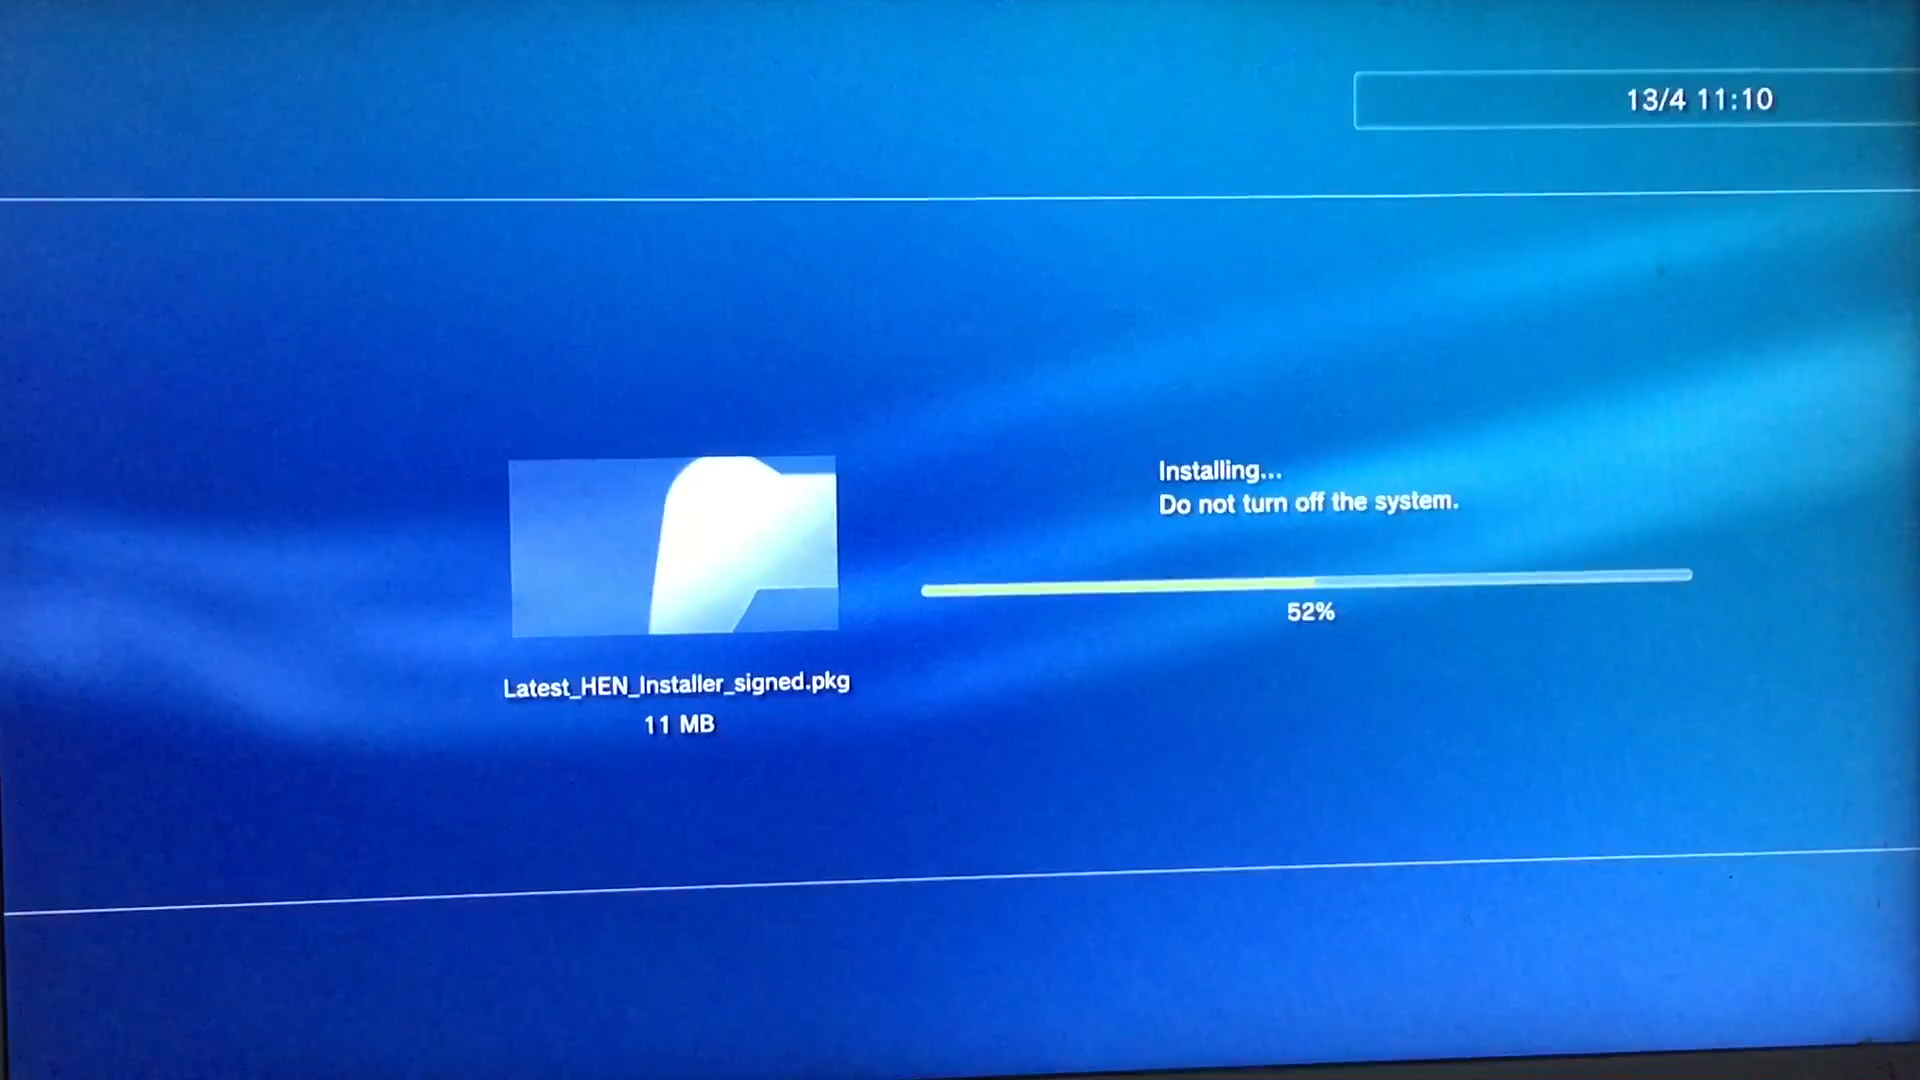 13/4 11:10
Installing...
Do not turn off the system.
52%
Latest_HEN_Installer_signed.pkg
11 MB